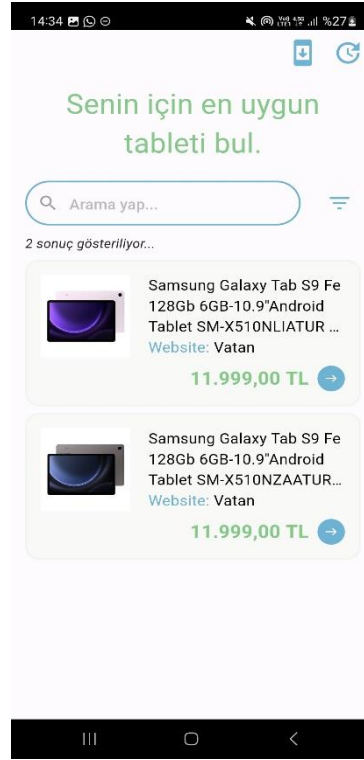 14:34 %27
Senin için en uygun
tableti bul.
Arama yap...
2 sonuç gösteriliyor...
Samsung Galaxy Tab S9 Fe
128Gb 6GB-10.9"Android
Tablet SM-X510NLIATUR ...
Website: Vatan
11.999,00 TL
Samsung Galaxy Tab S9 Fe
128Gb 6GB-10.9"Android
Tablet SM-X510NZAATUR...
Website: Vatan
11.999,00 TL